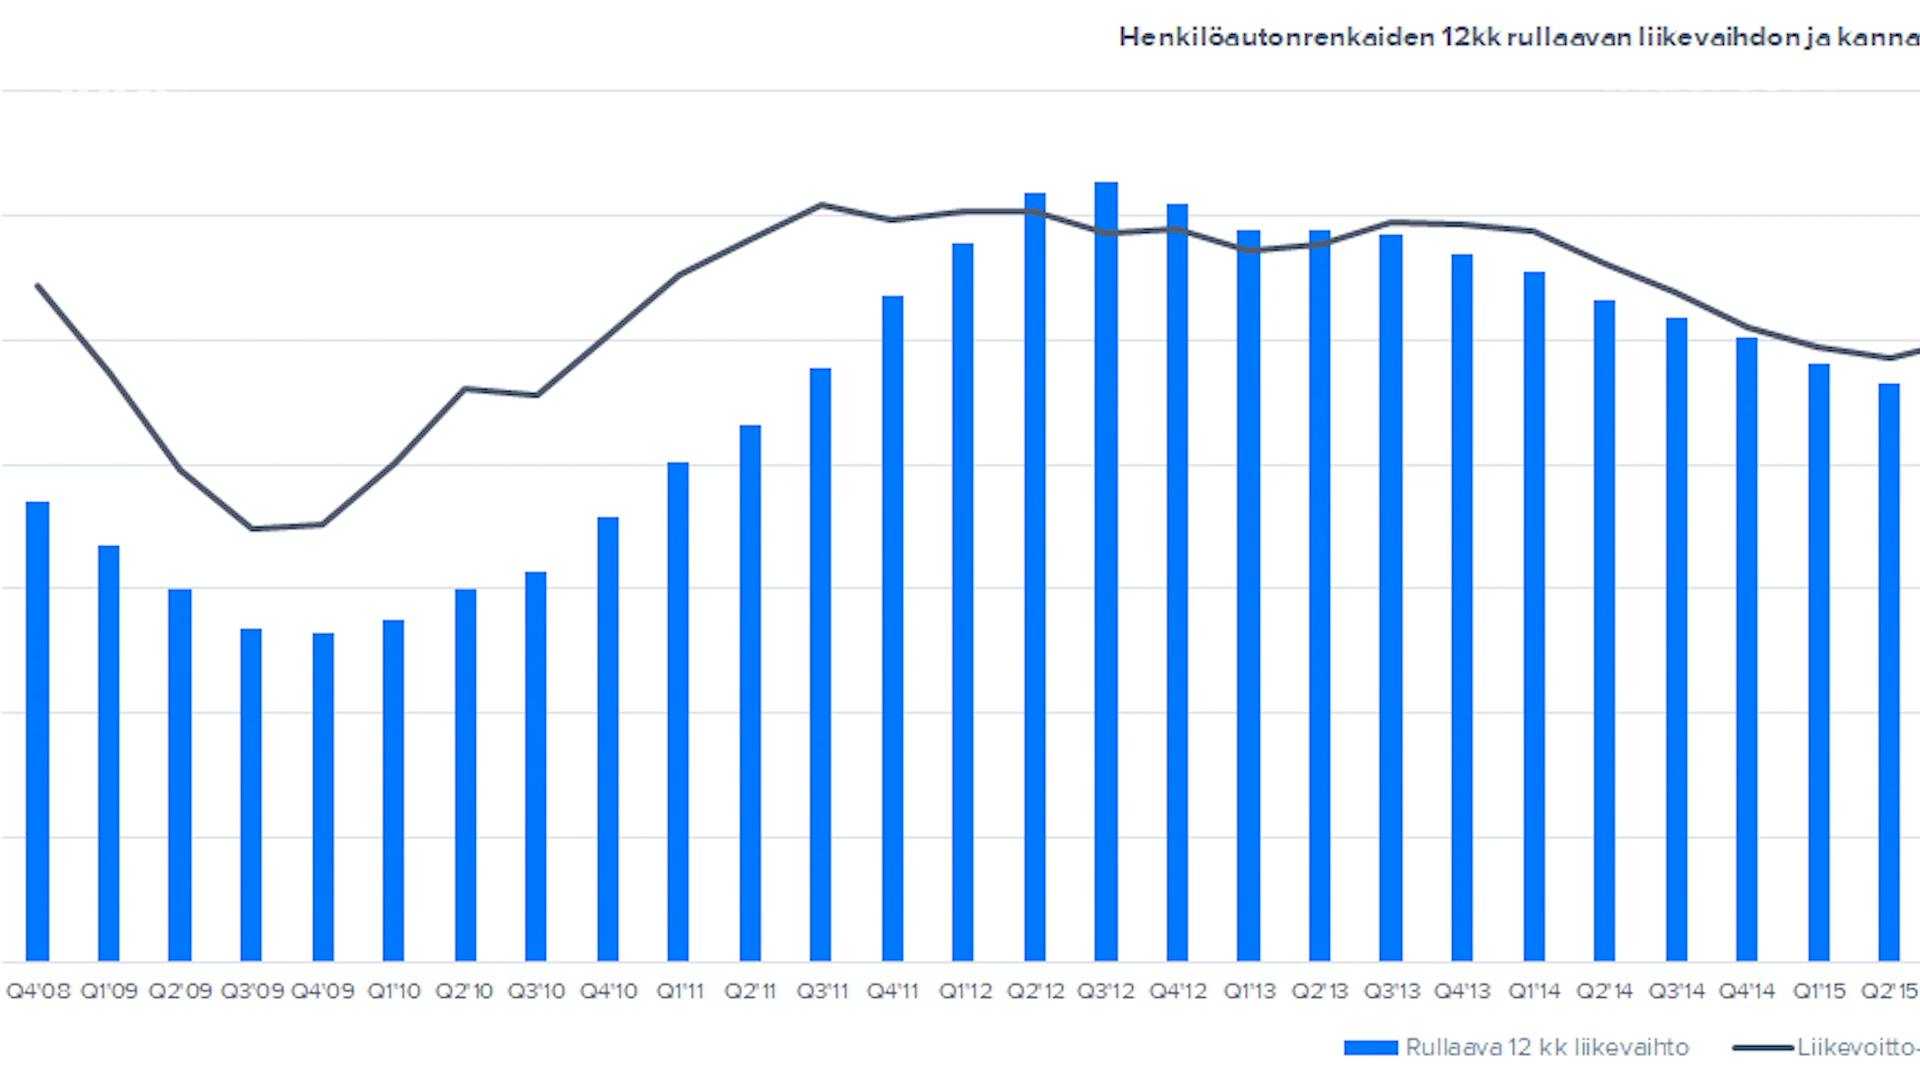 Henkilöautonrenkaiden 12kk rullaavan liikevaihdon ja kanna
Q4'08 Q1'09 Q2'09 Q3'09 Q4'09 Q1'10 Q2'10 Q3'10 Q4'10 Q1'11 Q2'11 Q3'11 Q4'11 Q1'12 Q2'12 Q3'12 Q4'12 Q1'13 Q2'13 Q3'13 Q4'13 Q1'14 Q2'14 Q3'14 Q4'14 Q1'15 Q2'15
Rullaava 12 kk liikevaihto Liikevoitto-